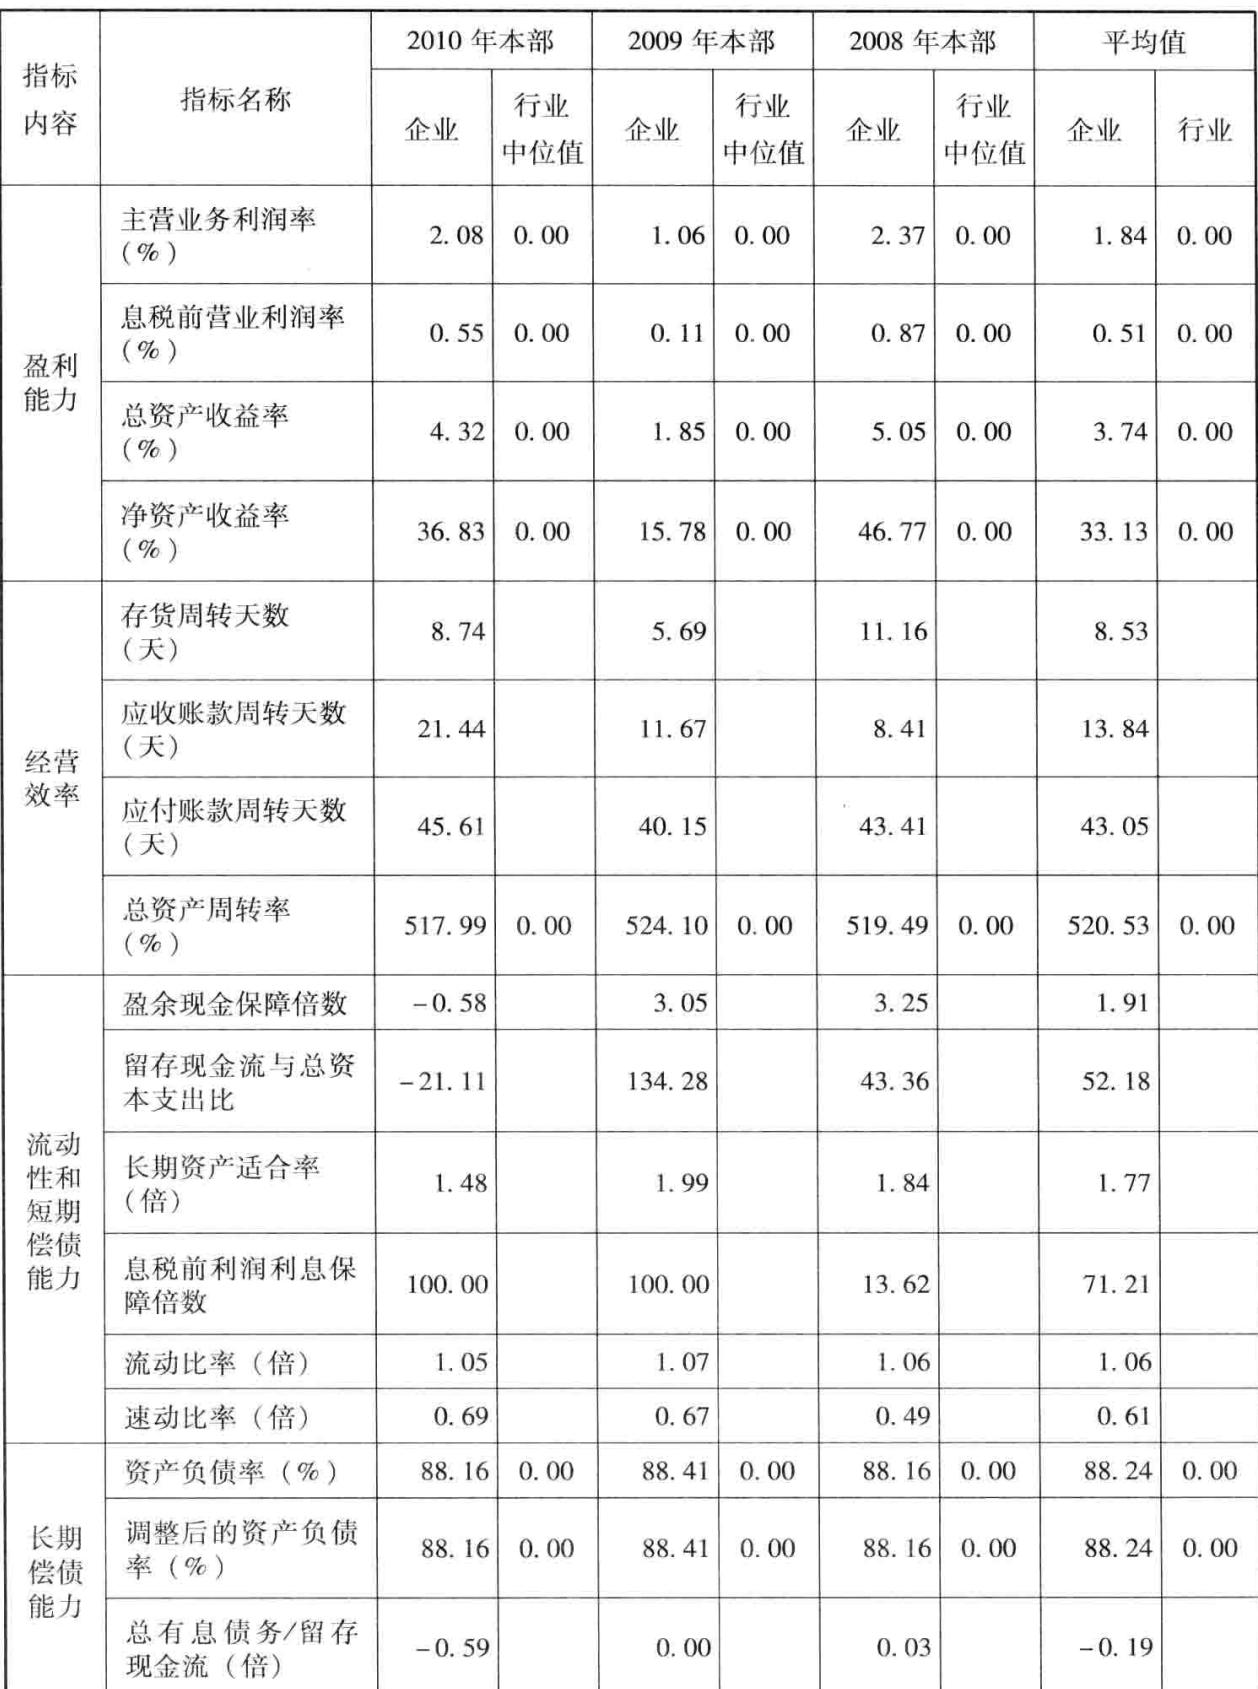 指标内容 指标名称 2010 年本部 2009 年本部 2008 年本部 平均值
企业 行业中位值 企业 行业中位值 企业 行业中位值 企业 行业
盈利能力
主营业务利润率（%） 2.08 0.00 1.06 0.00 2.37 0.00 1.84 0.00
息税前营业利润率（%） 0.55 0.00 0.11 0.00 0.87 0.00 0.51 0.00
总资产收益率（%） 4.32 0.00 1.85 0.00 5.05 0.00 3.74 0.00
净资产收益率（%） 36.83 0.00 15.78 0.00 46.77 0.00 33.13 0.00
经营效率
存货周转天数（天） 8.74 5.69 11.16 8.53
应收账款周转天数（天） 21.44 11.67 8.41 13.84
应付账款周转天数（天） 45.61 40.15 43.41 43.05
总资产周转率（%） 517.99 0.00 524.10 0.00 519.49 0.00 520.53 0.00
流动性和短期偿债能力
盈余现金保障倍数 -0.58 3.05 3.25 1.91
留存现金流与总资本支出比 -21.11 134.28 43.36 52.18
长期资产适合率（倍） 1.48 1.99 1.84 1.77
息税前利润利息保障倍数 100.00 100.00 13.62 71.21
流动比率（倍） 1.05 1.07 1.06 1.06
速动比率（倍） 0.69 0.67 0.49 0.61
长期偿债能力
资产负债率（%） 88.16 0.00 88.41 0.00 88.16 0.00 88.24 0.00
调整后的资产负债率（%） 88.16 0.00 88.41 0.00 88.16 0.00 88.24 0.00
总有息债务/留存现金流（倍） -0.59 0.00 0.03 -0.19